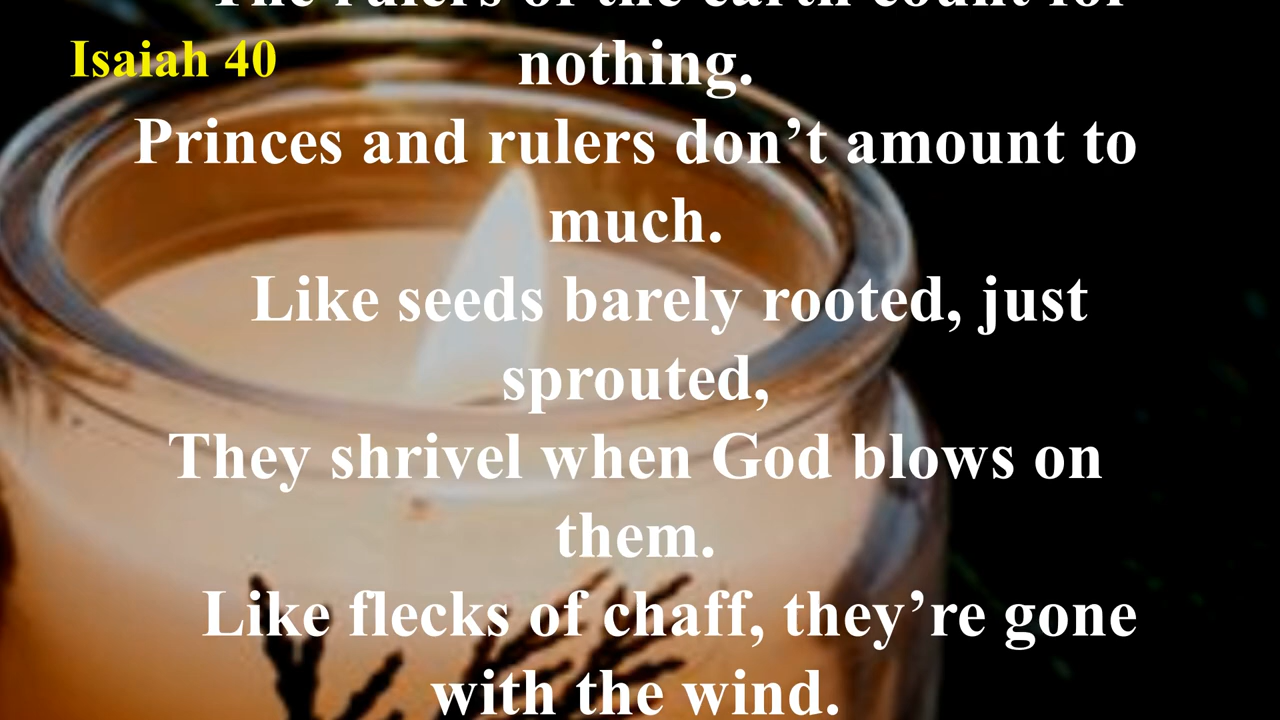 The rulers of the earth count for
Isaiah 40
nothing.
Princes and rulers don’t amount to
much.
Like seeds barely rooted, just
sprouted,
They shrivel when God blows on
them.
Like flecks of chaff, they’re gone
with the wind.